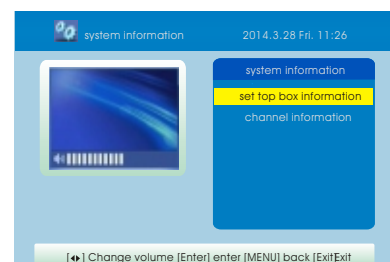 system information
2014.3.28 Fri. 11:26
system information
set top box information
channel information
[◂▸] Change volume [Enter] enter [MENU] back [Exit]Exit